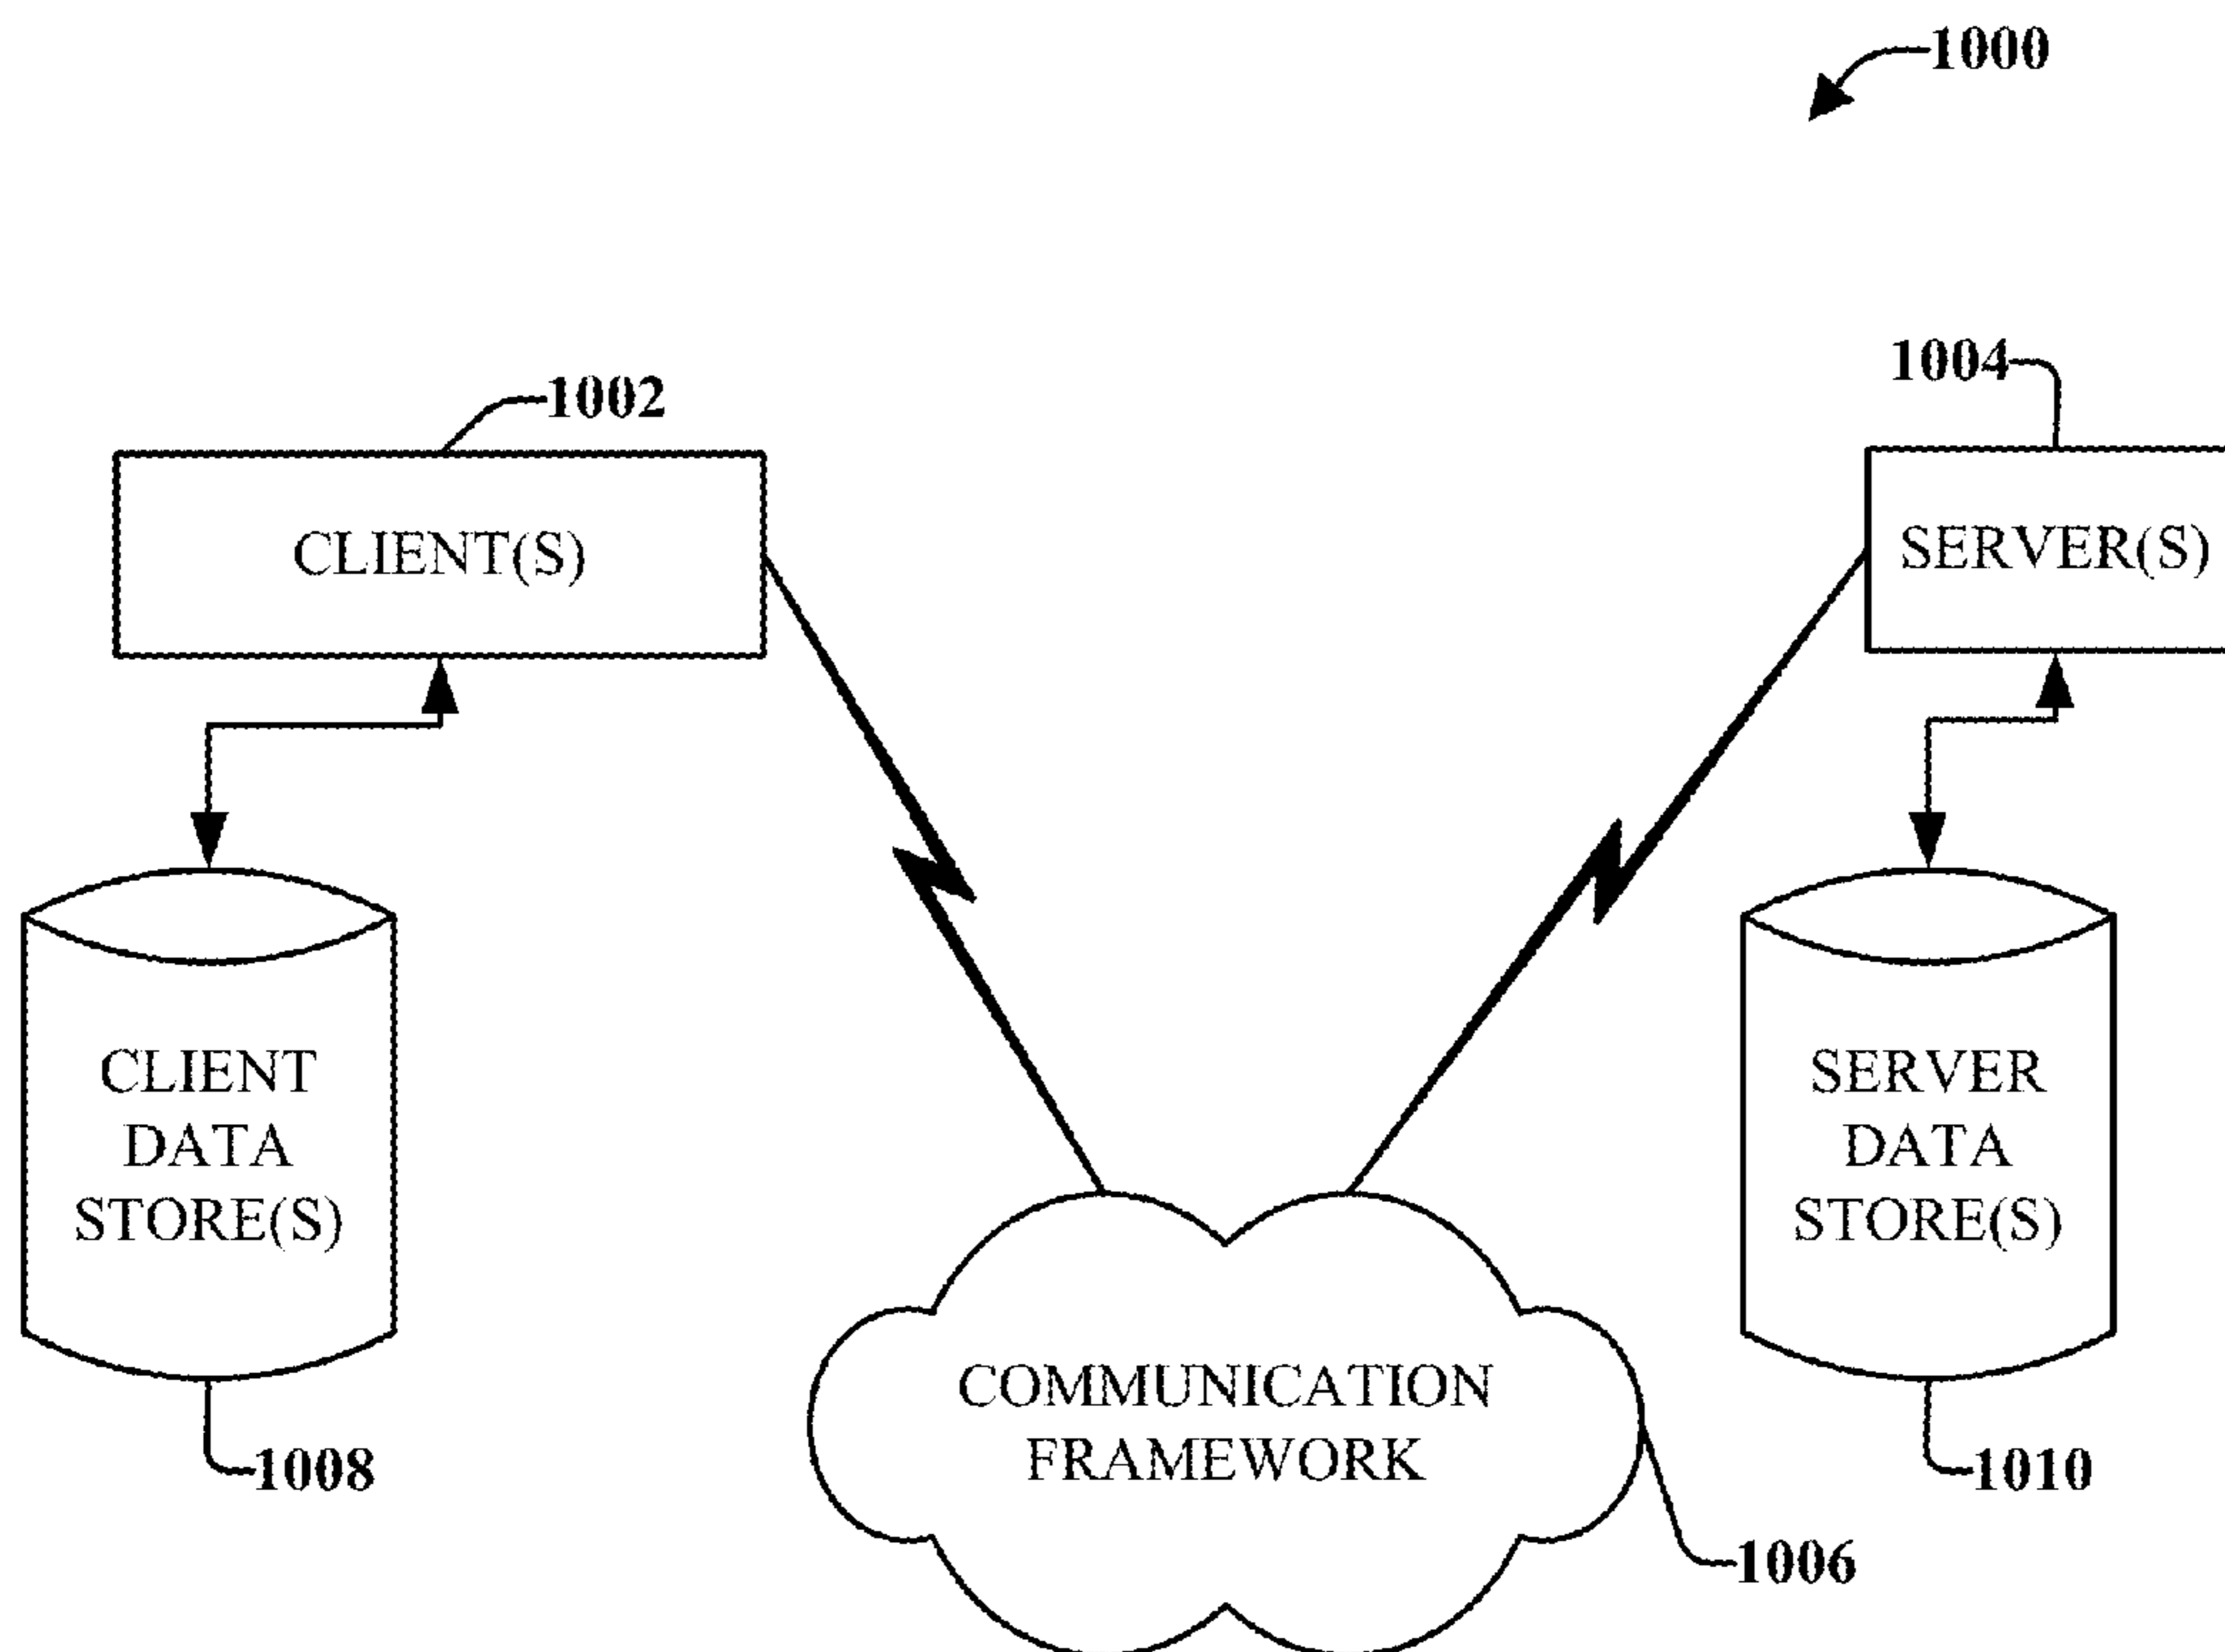 1000
1002
1004
CLIENT(S)
SERVER(S)
CLIENT
DATA
STORE(S)
SERVER
DATA
STORE(S)
COMMUNICATION
FRAMEWORK
1008
1010
1006